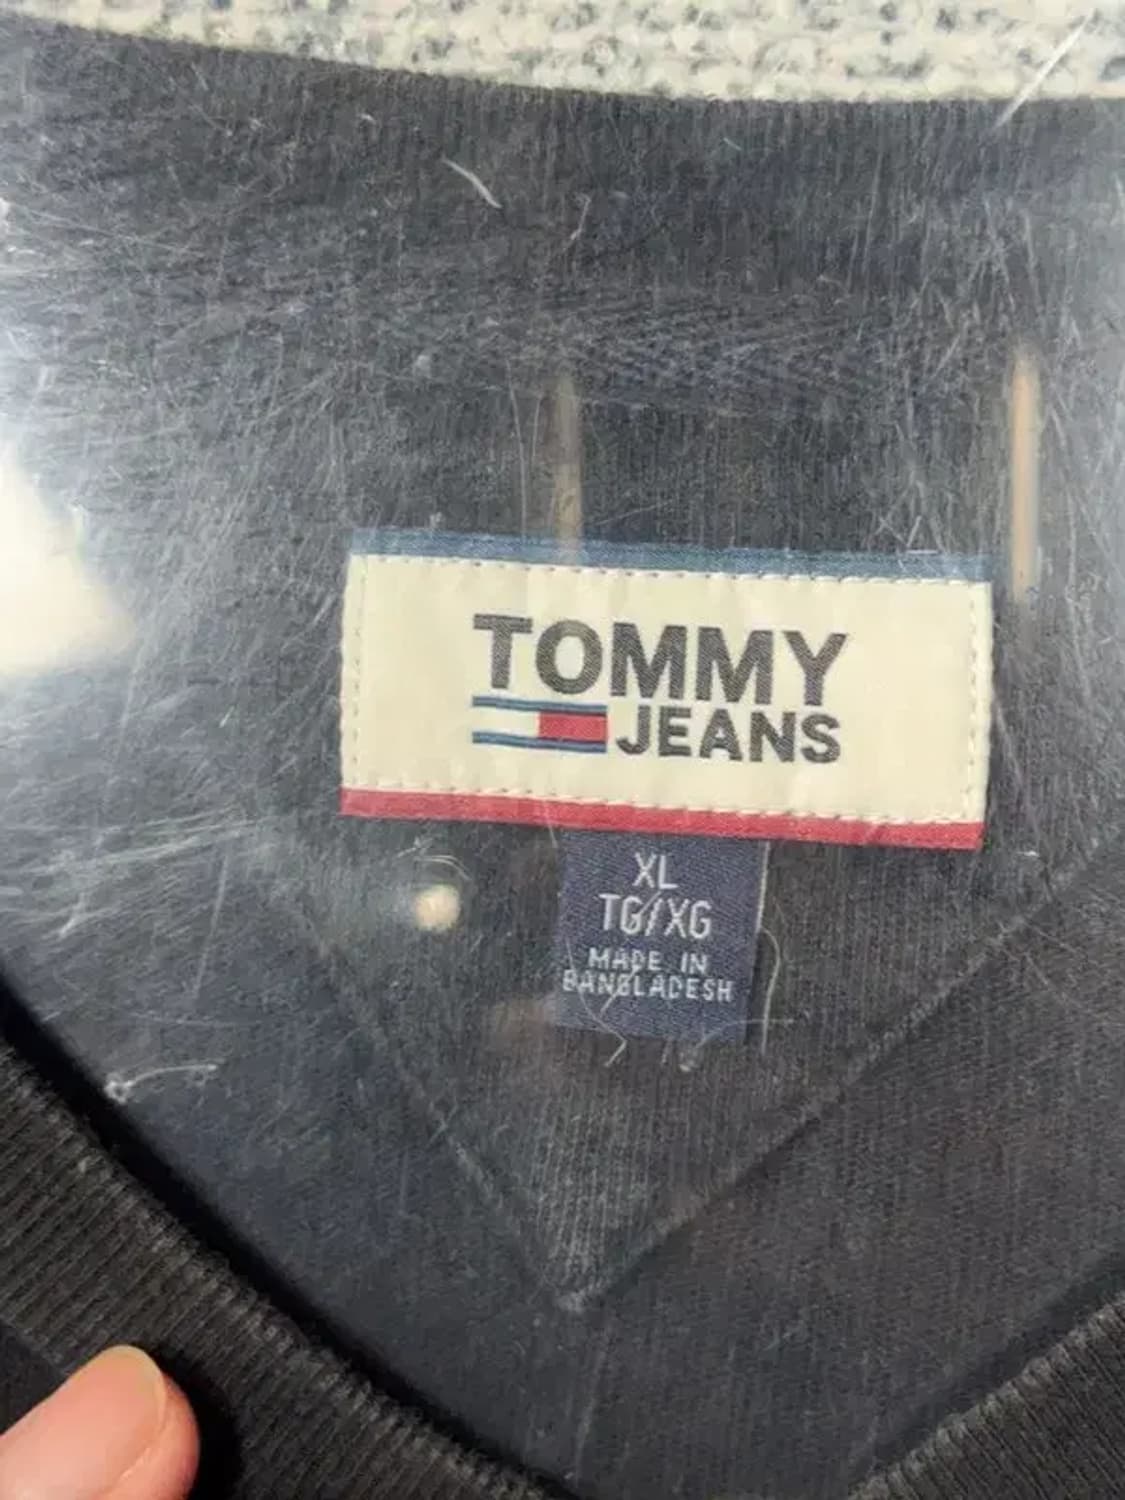 TOMMY
JEANS
XL
TG/XG
MADE IN
BANGLADESH